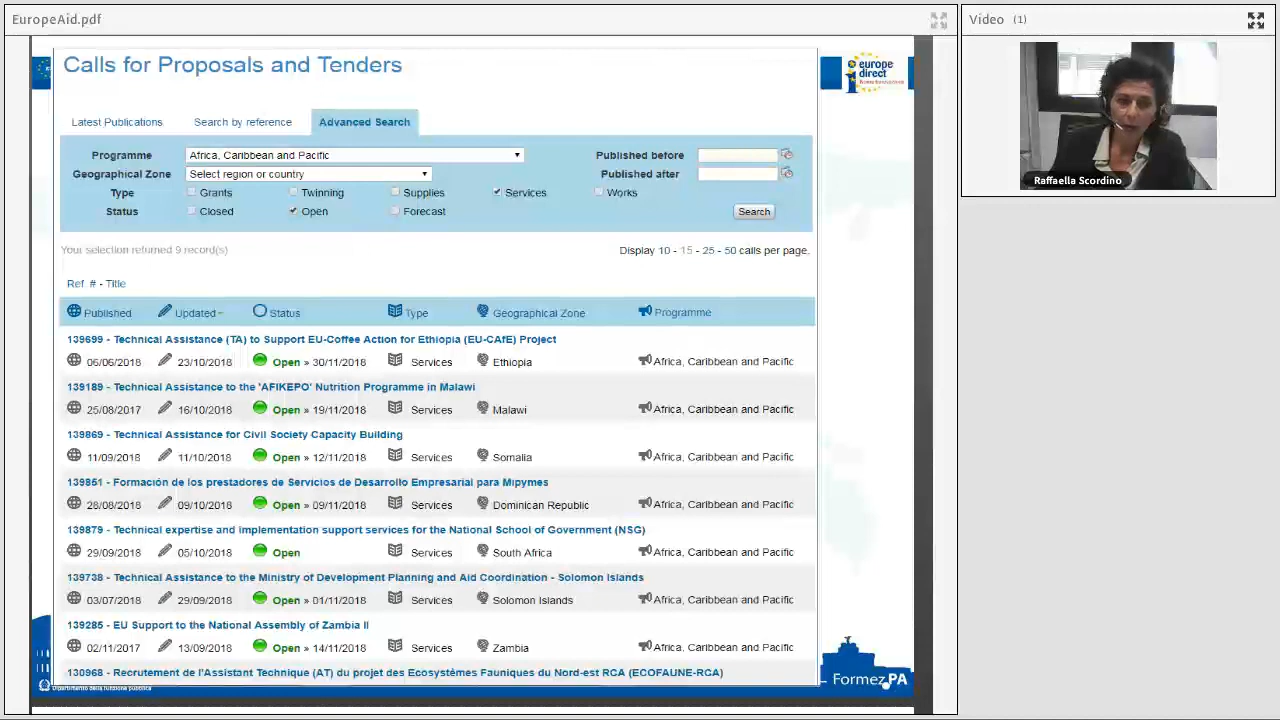 EuropeAid.pdf
Video (1)
Calls for Proposals and Tenders
europe
direct
Latest Publications Search by reference Advanced Search
Programme Africa, Caribbean and Pacific Published before
Geographical Zone Select region or country Published after
Type Grants Twinning Supplies Services Works
Status Closed Open Forecast Search
Your selection returned 9 record(s) Display 10 - 15 - 25 - 50 calls per page.
Ref. # - Title
Published Updated Status Type Geographical Zone Programme
139699 - Technical Assistance (TA) to Support EU-Coffee Action for Ethiopia (EU-CAfE) Project
06/06/2018 23/10/2018 Open » 30/11/2018 Services Ethiopia Africa, Caribbean and Pacific
139189 - Technical Assistance to the 'AFIKEPO' Nutrition Programme in Malawi
25/08/2017 16/10/2018 Open » 19/11/2018 Services Malawi Africa, Caribbean and Pacific
139869 - Technical Assistance for Civil Society Capacity Building
11/09/2018 11/10/2018 Open » 12/11/2018 Services Somalia Africa, Caribbean and Pacific
139851 - Formación de los prestadores de Servicios de Desarrollo Empresarial para Mipymes
28/08/2018 09/10/2018 Open » 09/11/2018 Services Dominican Republic Africa, Caribbean and Pacific
139879 - Technical expertise and implementation support services for the National School of Government (NSG)
29/09/2018 05/10/2018 Open Services South Africa Africa, Caribbean and Pacific
139738 - Technical Assistance to the Ministry of Development Planning and Aid Coordination - Solomon Islands
03/07/2018 29/09/2018 Open » 01/11/2018 Services Solomon Islands Africa, Caribbean and Pacific
139285 - EU Support to the National Assembly of Zambia II
02/11/2017 13/09/2018 Open » 14/11/2018 Services Zambia Africa, Caribbean and Pacific
130968 - Recrutement de l'Assistant Technique (AT) du projet des Ecosystèmes Fauniques du Nord-est RCA (ECOFAUNE-RCA)
Dipartimento della funzione pubblica
FormezPA
Raffaella Scordino